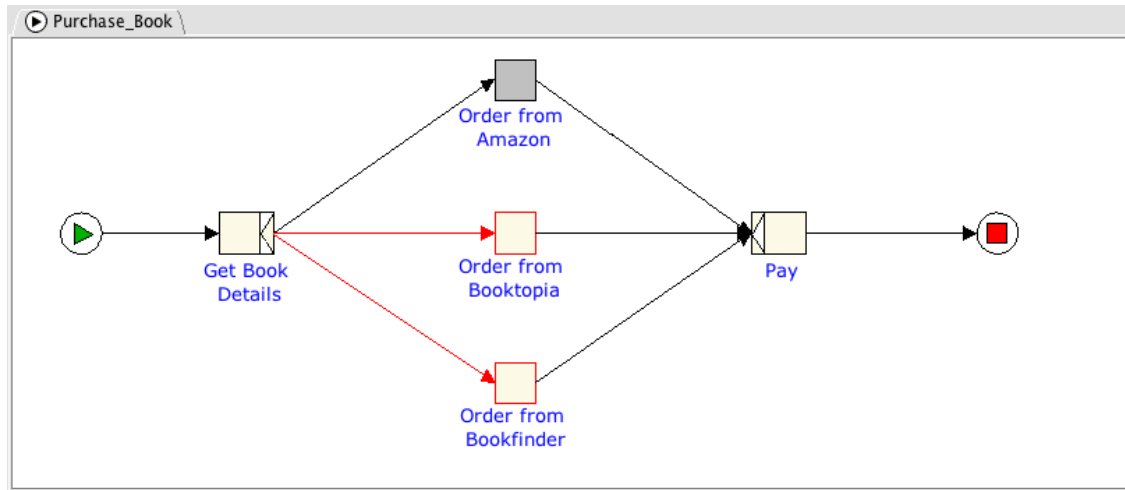 Purchase_Book
Order from
Amazon
Get Book
Details
Order from
Booktopia
Pay
Order from
Bookfinder